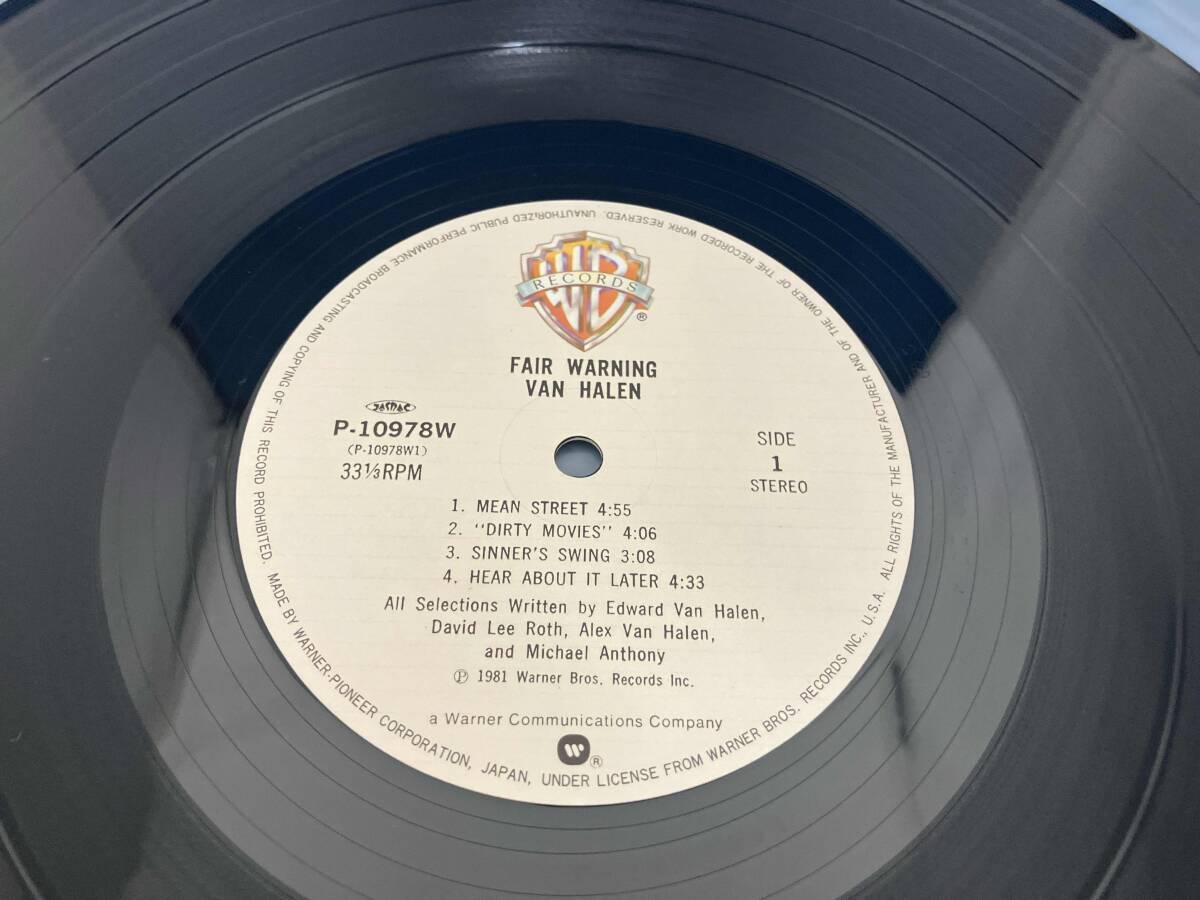 WB
RECORDS
®
FAIR WARNING
VAN HALEN
JASRAC
P-10978W
(P-10978W1)
33⅓RPM
SIDE
1
STEREO
1. MEAN STREET 4:55
2. "DIRTY MOVIES" 4:06
3. SINNER'S SWING 3:08
4. HEAR ABOUT IT LATER 4:33
All Selections Written by Edward Van Halen,
David Lee Roth, Alex Van Halen,
and Michael Anthony
Ⓟ 1981 Warner Bros. Records Inc.
a Warner Communications Company
®
MADE BY WARNER-PIONEER CORPORATION, JAPAN, UNDER LICENSE FROM WARNER BROS. RECORDS INC., U.S.A. ALL RIGHTS OF THE MANUFACTURER AND OF THE OWNER OF THE RECORDED WORK RESERVED. UNAUTHORIZED PUBLIC PERFORMANCE BROADCASTING AND COPYING OF THIS RECORD PROHIBITED.